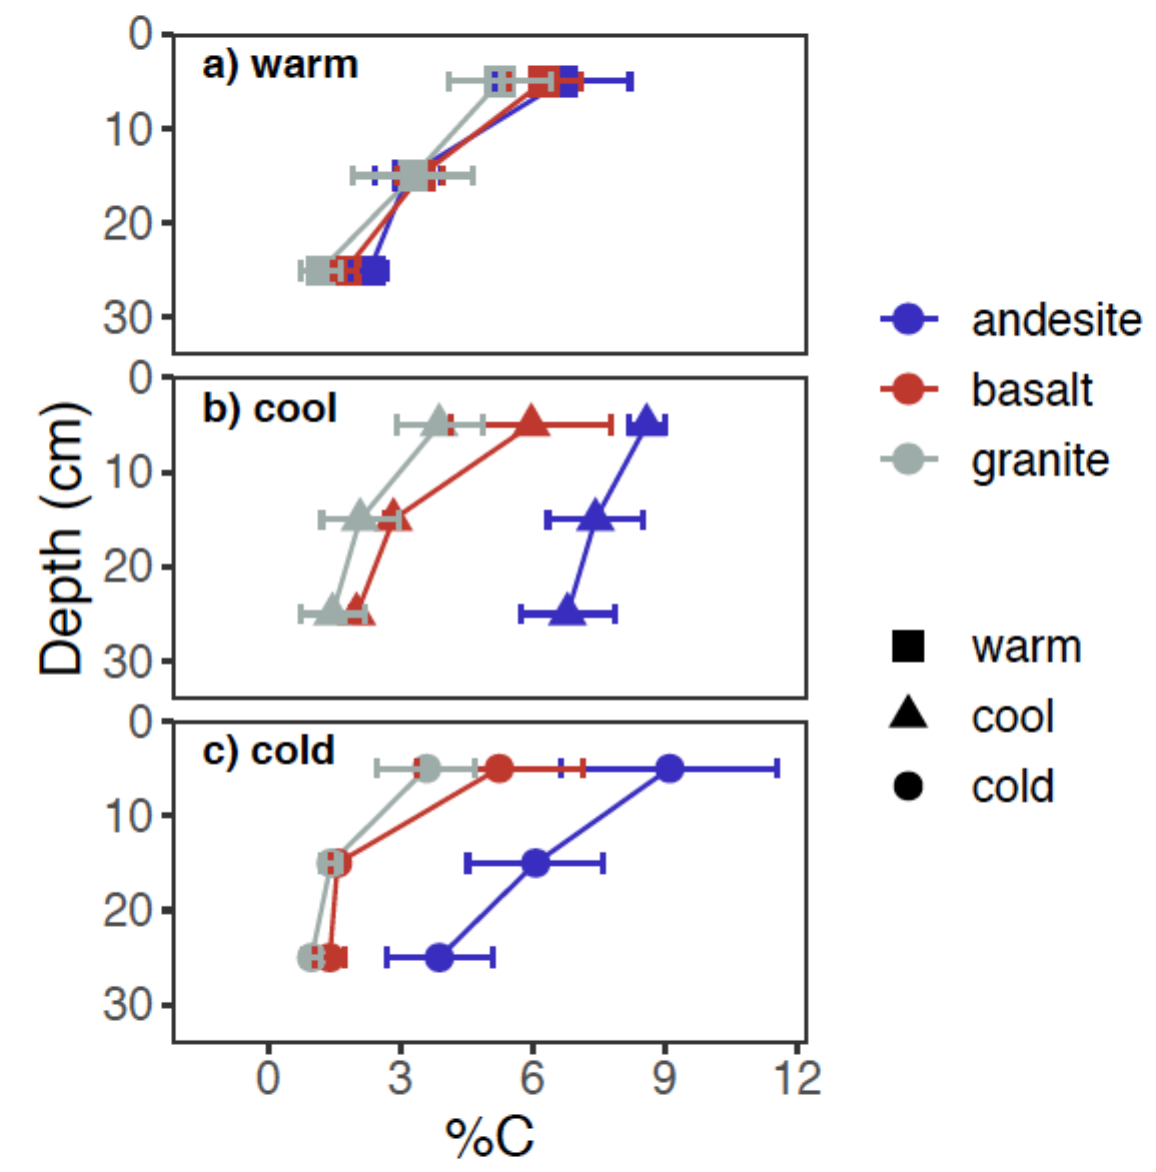 a) warm
0
10
20
30
b) cool
0
10
20
30
c) cold
0
10
20
30
Depth (cm)
0 3 6 9 12
%C
andesite
basalt
granite
warm
cool
cold